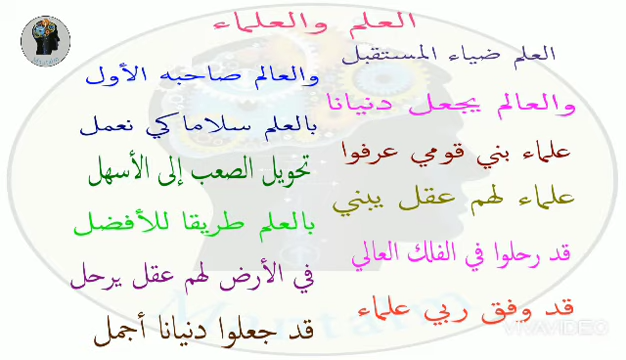 العلم والعلماء
العلم ضياء المستقبل
والعالم صاحبه الأول
والعالم يجعل دنيانا
بالعلم سلاما كي نعمل
علماء بني قومي عرفوا
تحويل الصعب إلى الأسهل
علماء لهم عقل يبني
بالعلم طريقا للأفضل
قد رحلوا في الفلك العالي
في الأرض لهم عقل يرحل
قد وفق ربي علماء
قد جعلوا دنيانا أجمل
VIVAVIDEO